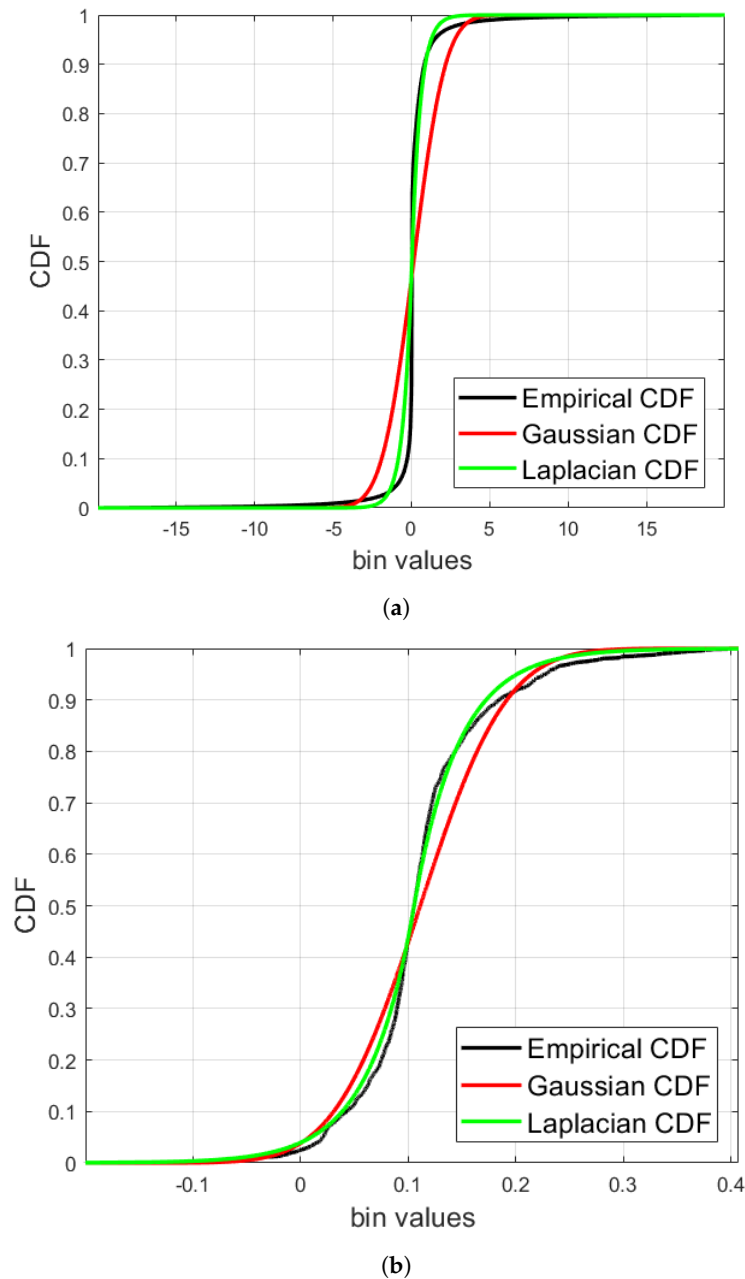 1
0.9
0.8
0.7
0.6
0.5
0.4
0.3
0.2
0.1
0
CDF
Empirical CDF
Gaussian CDF
Laplacian CDF
-15 -10 -5 0 5 10 15
bin values
(a)
1
0.9
0.8
0.7
0.6
0.5
0.4
0.3
0.2
0.1
0
CDF
Empirical CDF
Gaussian CDF
Laplacian CDF
-0.1 0 0.1 0.2 0.3 0.4
bin values
(b)